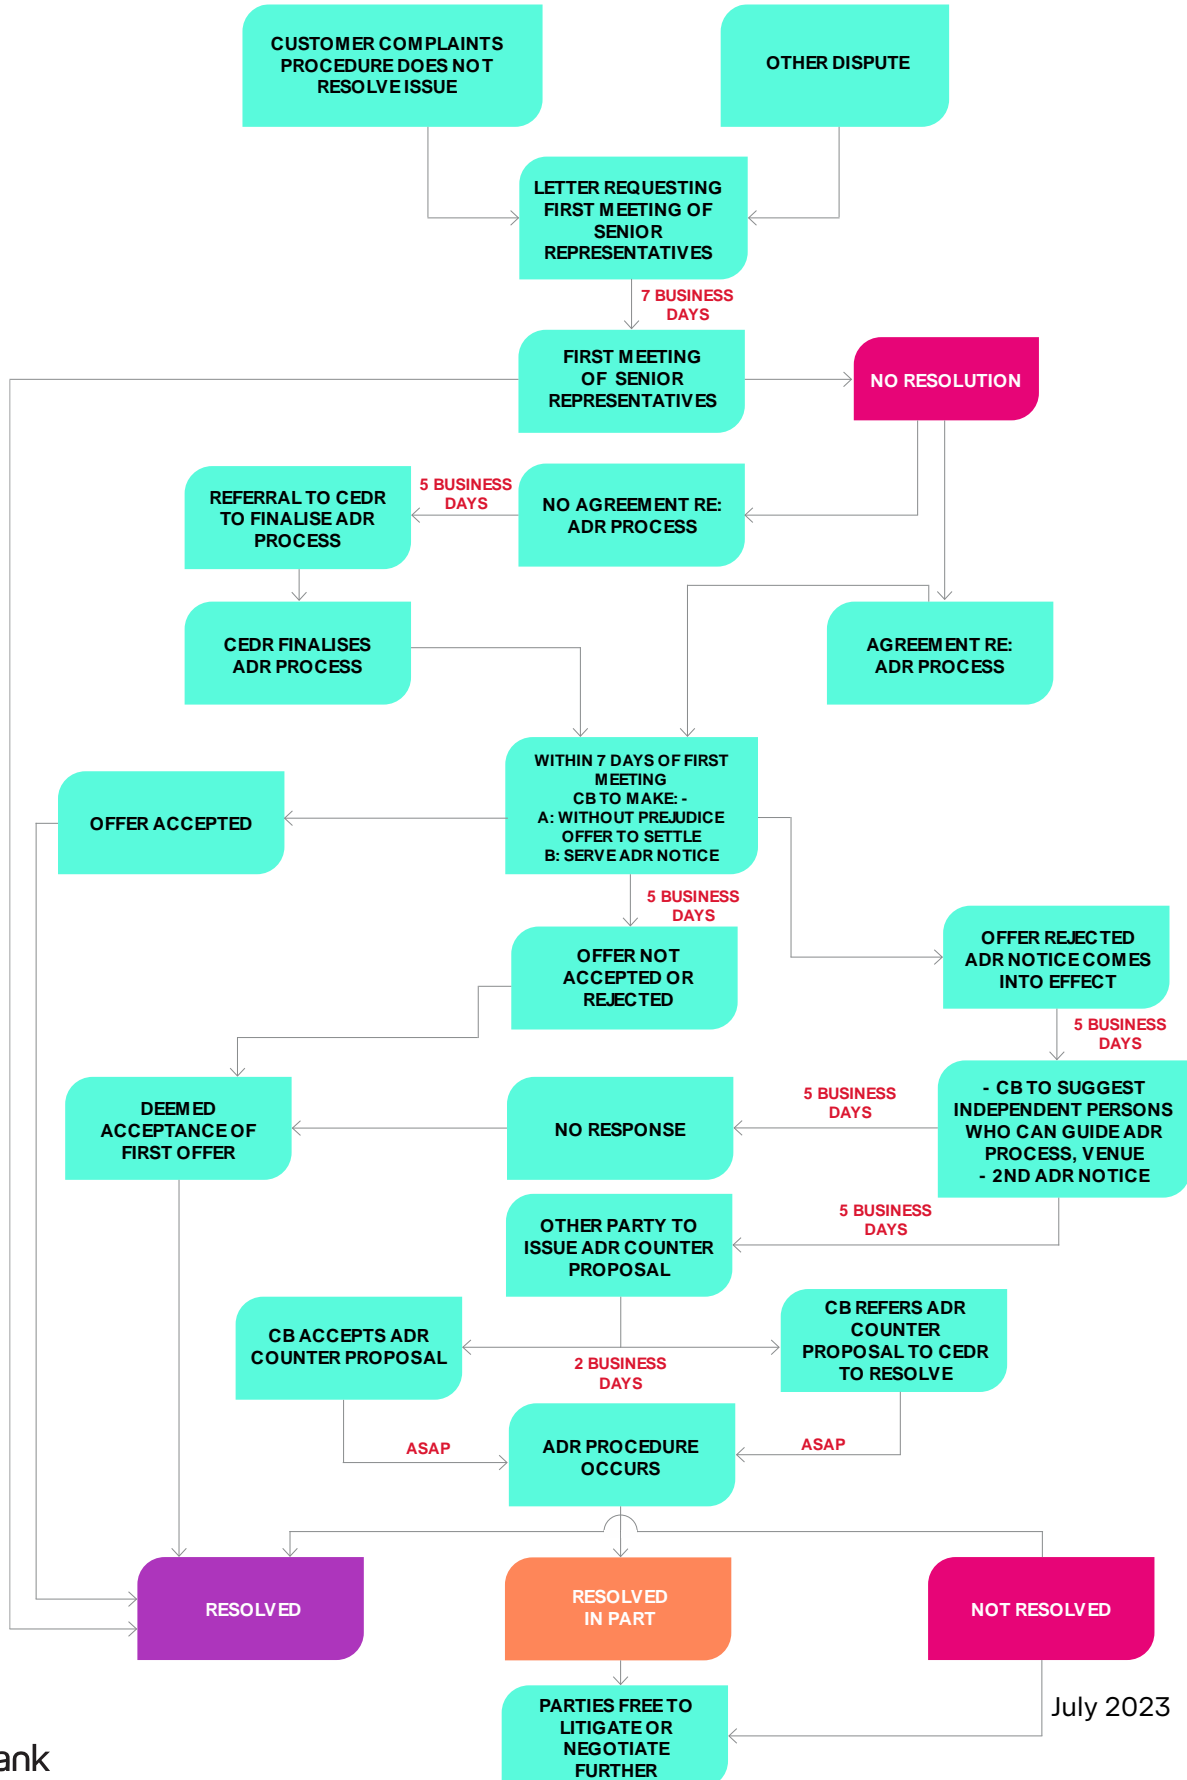 CUSTOMER COMPLAINTS
PROCEDURE DOES NOT
RESOLVE ISSUE
OTHER DISPUTE
LETTER REQUESTING
FIRST MEETING OF
SENIOR
REPRESENTATIVES
7 BUSINESS
DAYS
FIRST MEETING
OF SENIOR
REPRESENTATIVES
NO RESOLUTION
REFERRAL TO CEDR
TO FINALISE ADR
PROCESS
5 BUSINESS
DAYS
NO AGREEMENT RE:
ADR PROCESS
CEDR FINALISES
ADR PROCESS
AGREEMENT RE:
ADR PROCESS
WITHIN 7 DAYS OF FIRST
MEETING
CB TO MAKE: -
A: WITHOUT PREJUDICE
OFFER TO SETTLE
B: SERVE ADR NOTICE
OFFER ACCEPTED
5 BUSINESS
DAYS
OFFER NOT
ACCEPTED OR
REJECTED
OFFER REJECTED
ADR NOTICE COMES
INTO EFFECT
5 BUSINESS
DAYS
DEEMED
ACCEPTANCE OF
FIRST OFFER
NO RESPONSE
5 BUSINESS
DAYS
- CB TO SUGGEST
INDEPENDENT PERSONS
WHO CAN GUIDE ADR
PROCESS, VENUE
- 2ND ADR NOTICE
5 BUSINESS
DAYS
OTHER PARTY TO
ISSUE ADR COUNTER
PROPOSAL
CB ACCEPTS ADR
COUNTER PROPOSAL
2 BUSINESS
DAYS
CB REFERS ADR
COUNTER
PROPOSAL TO CEDR
TO RESOLVE
ASAP
ADR PROCEDURE
OCCURS
ASAP
RESOLVED
RESOLVED
IN PART
NOT RESOLVED
PARTIES FREE TO
LITIGATE OR
NEGOTIATE
FURTHER
July 2023
ank